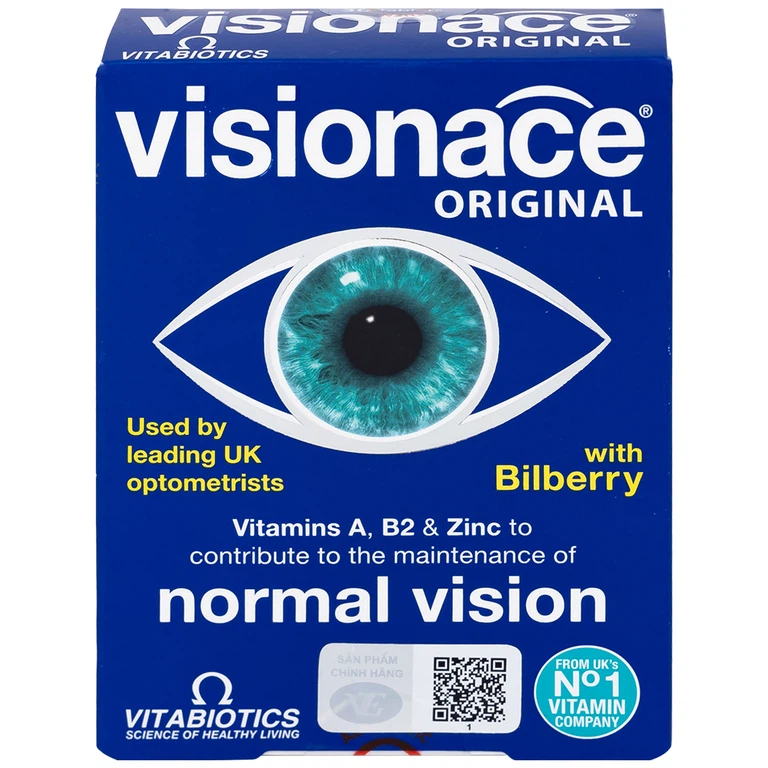 visionace
ORIGINAL
VITABIOTICS
visionace®
ORIGINAL
Used by
leading UK
optometrists
with
Bilberry
Vitamins A, B2 & Zinc to
contribute to the maintenance of
normal vision
VITABIOTICS
SCIENCE OF HEALTHY LIVING
SẢN PHẨM
CHÍNH HÃNG
1
FROM UK's
Nº1
VITAMIN
COMPANY